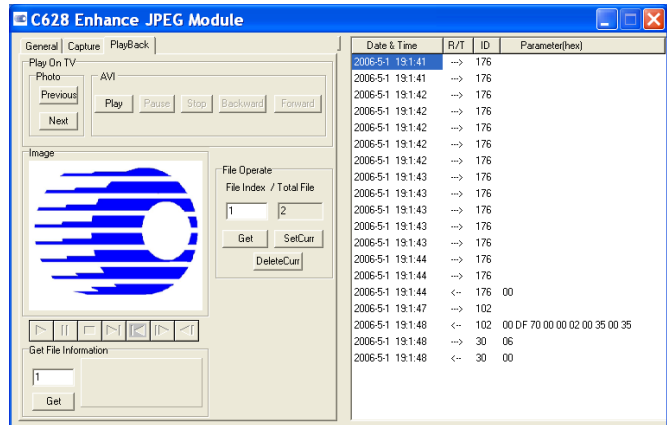 C628 Enhance JPEG Module
General Capture PlayBack
Play On TV
Photo
Previous
Next
AVI
Play Pause Stop Backward Forward
Image
File Operate
File Index / Total File
1 2
Get SetCurr
DeleteCurr
Get File Information
1
Get
Date & Time R/T ID Parameter(hex)
2006-5-1 19:1:41 ---> 176
2006-5-1 19:1:41 ---> 176
2006-5-1 19:1:42 ---> 176
2006-5-1 19:1:42 ---> 176
2006-5-1 19:1:42 ---> 176
2006-5-1 19:1:42 ---> 176
2006-5-1 19:1:42 ---> 176
2006-5-1 19:1:43 ---> 176
2006-5-1 19:1:43 ---> 176
2006-5-1 19:1:43 ---> 176
2006-5-1 19:1:43 ---> 176
2006-5-1 19:1:43 ---> 176
2006-5-1 19:1:44 ---> 176
2006-5-1 19:1:44 ---> 176
2006-5-1 19:1:44 <-- 176 00
2006-5-1 19:1:47 ---> 102
2006-5-1 19:1:48 <-- 102 00 DF 70 00 00 02 00 35 00 35
2006-5-1 19:1:48 ---> 30 06
2006-5-1 19:1:48 <-- 30 00